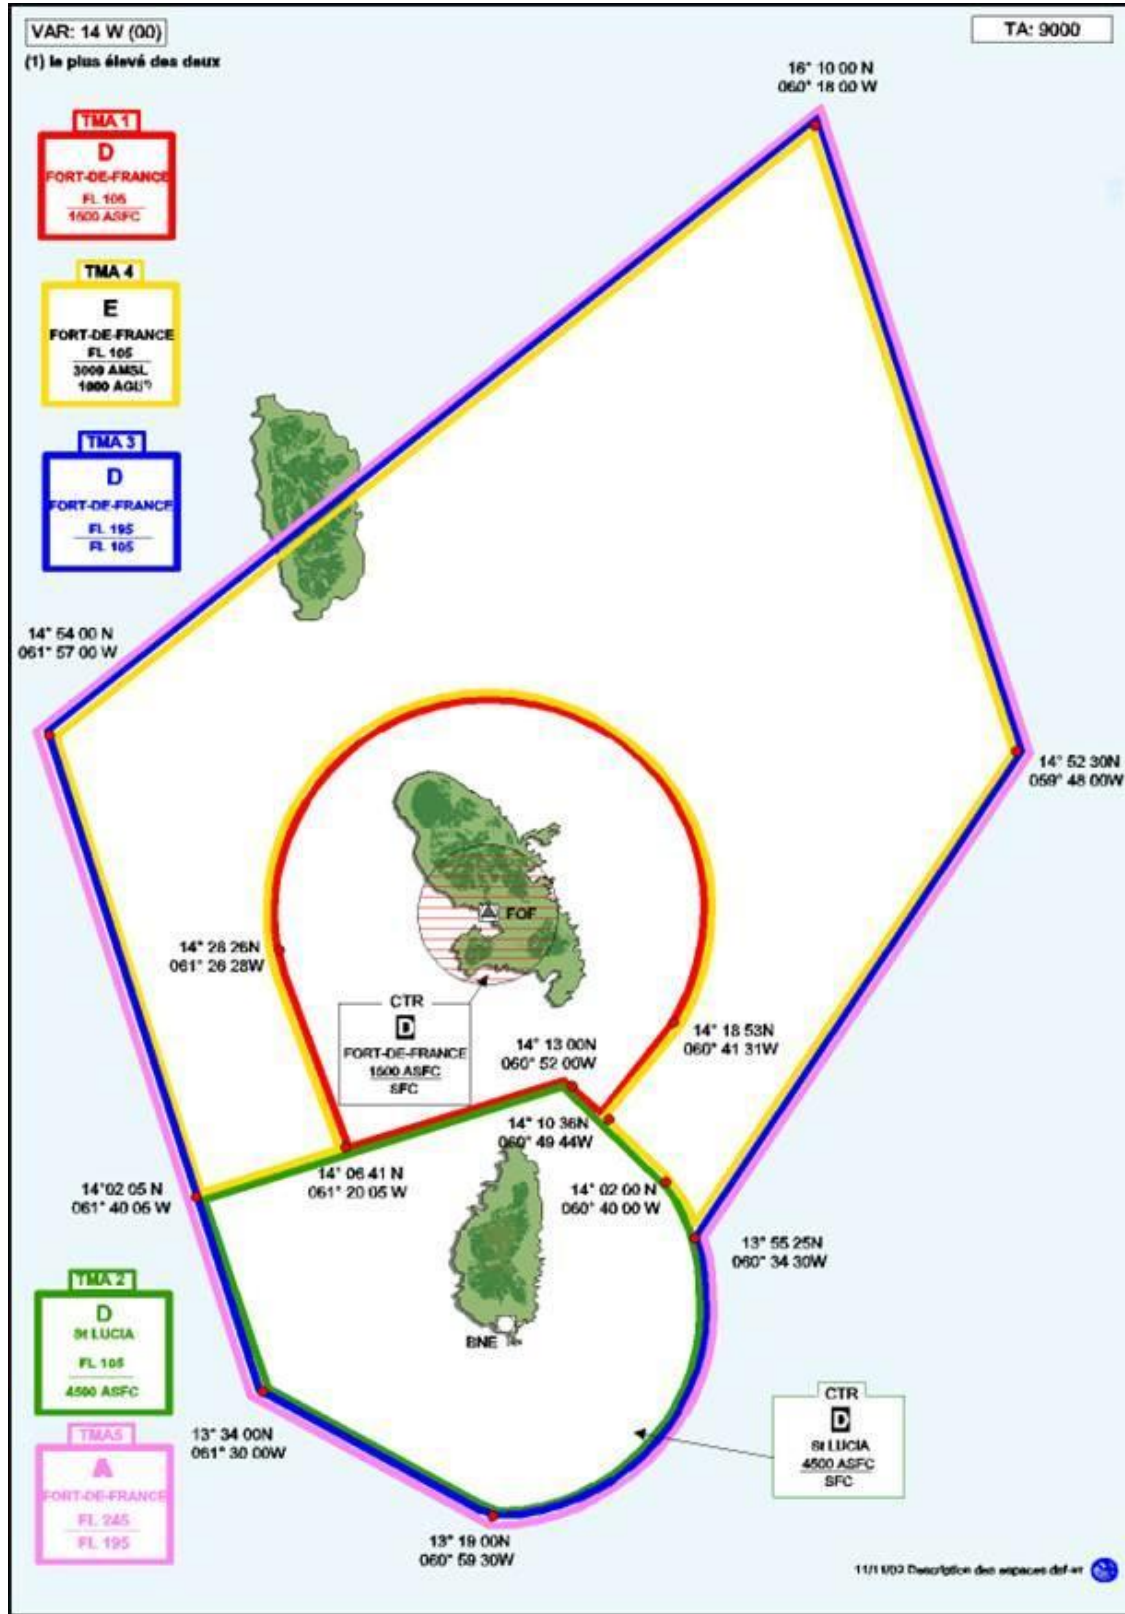 VAR: 14 W (00)
TA: 9000
(1) le plus élevé des deux
16° 10 00 N
060° 18 00 W
TMA 1
D
FORT-DE-FRANCE
FL 105
1500 ASFC
TMA 4
E
FORT-DE-FRANCE
FL 105
3000 AMSL
1000 AGL(1)
TMA 3
D
FORT-DE-FRANCE
FL 195
FL 105
14° 54 00 N
061° 57 00 W
14° 52 30N
059° 48 00W
FOF
14° 28 26N
061° 26 28W
CTR
D
FORT-DE-FRANCE
1500 ASFC
SFC
14° 18 53N
060° 41 31W
14° 13 00N
060° 52 00W
14° 10 36N
060° 49 44W
14° 06 41 N
061° 20 05 W
14°02 05 N
061° 40 06 W
14° 02 00 N
060° 40 00 W
13° 55 25N
060° 34 30W
TMA 2
D
St LUCIA
FL 105
4500 ASFC
BNE
CTR
D
St LUCIA
4500 ASFC
SFC
13° 34 00N
061° 30 00W
TMA5
A
FORT-DE-FRANCE
FL 245
FL 195
13° 19 00N
060° 59 30W
Description des espaces